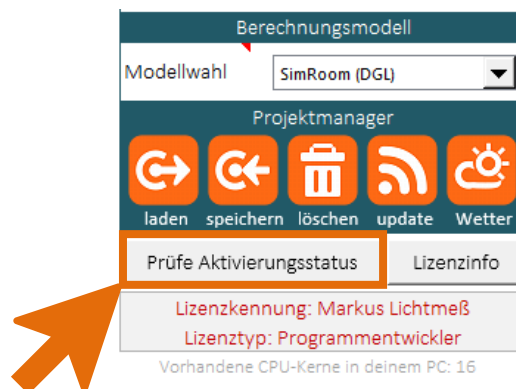 Berechnungsmodell
Modellwahl SimRoom (DGL)
Projektmanager
laden speichern löschen update Wetter
Prüfe Aktivierungsstatus Lizenzinfo
Lizenzkennung: Markus Lichtmeß
Lizenztyp: Programmentwickler
Vorhandene CPU-Kerne in deinem PC: 16